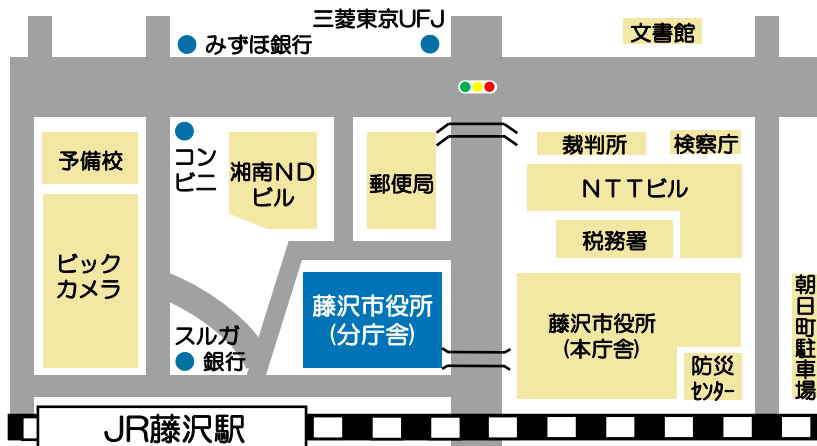 三菱東京UFJ
みずほ銀行
文書館
予備校
コン
ビニ
湘南ND
ビル
郵便局
裁判所
検察庁
NTTビル
税務署
ビック
カメラ
藤沢市役所
(分庁舎)
藤沢市役所
(本庁舎)
防災
センター
朝日町駐車場
スルガ
銀行
JR藤沢駅